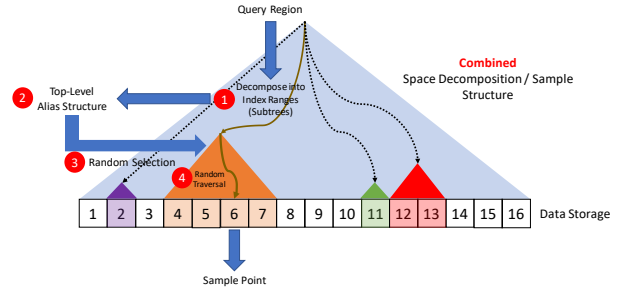 Query Region
Combined
Space Decomposition / Sample
Structure
1
Decompose into
Index Ranges
(Subtrees)
2
Top-Level
Alias Structure
3
Random Selection
4
Random
Traversal
1 2 3 4 5 6 7 8 9 10 11 12 13 14 15 16
Data Storage
Sample Point